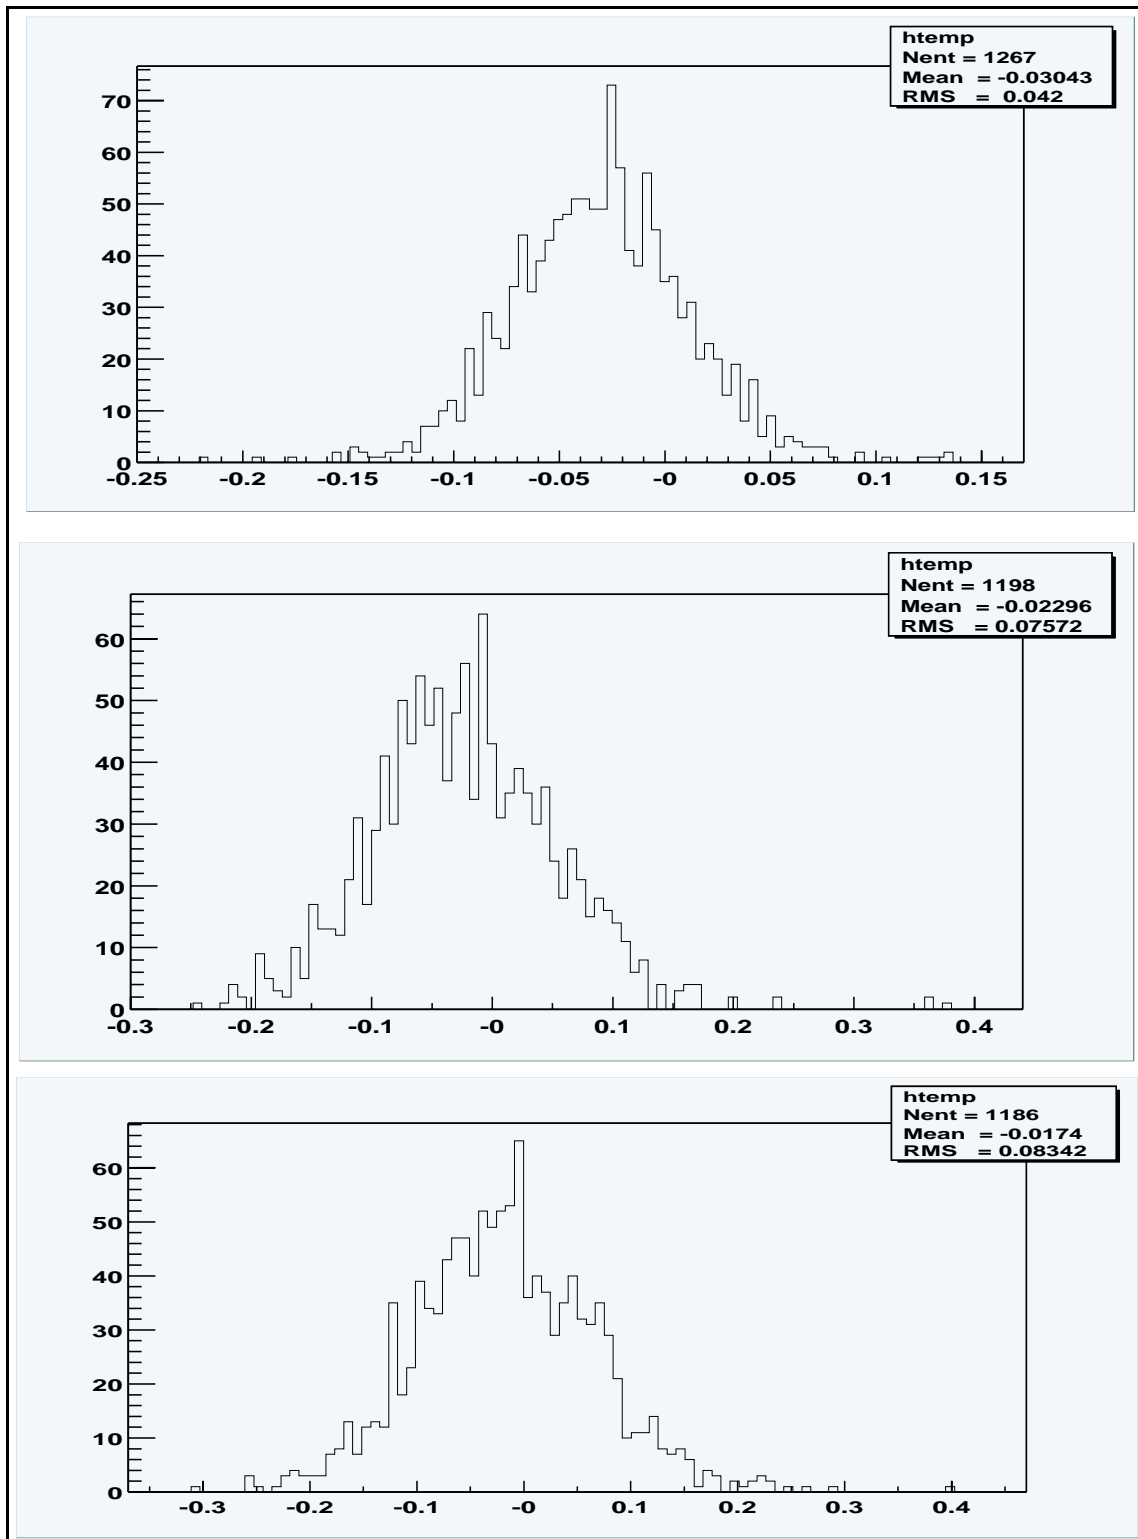 htemp
Nent = 1267
Mean = -0.03043
RMS = 0.042
70
60
50
40
30
20
10
0
-0.25 -0.2 -0.15 -0.1 -0.05 -0 0.05 0.1 0.15
htemp
Nent = 1198
Mean = -0.02296
RMS = 0.07572
60
50
40
30
20
10
0
-0.3 -0.2 -0.1 -0 0.1 0.2 0.3 0.4
htemp
Nent = 1186
Mean = -0.0174
RMS = 0.08342
60
50
40
30
20
10
0
-0.3 -0.2 -0.1 -0 0.1 0.2 0.3 0.4